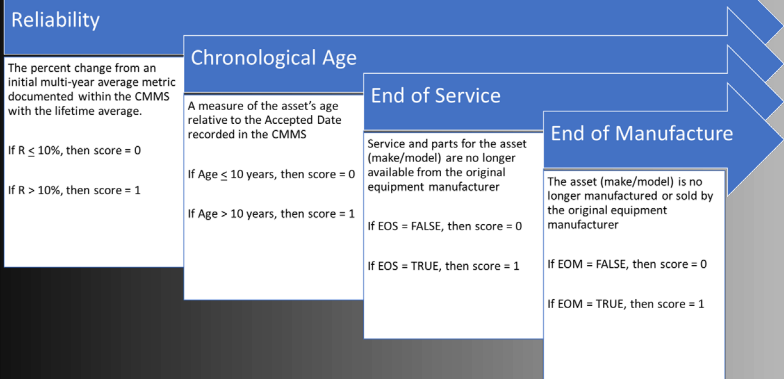 Reliability
The percent change from an
initial multi-year average metric
documented within the CMMS
with the lifetime average.
If R ≤ 10%, then score = 0
If R > 10%, then score = 1
Chronological Age
A measure of the asset's age
relative to the Accepted Date
recorded in the CMMS
If Age ≤ 10 years, then score = 0
If Age > 10 years, then score = 1
End of Service
Service and parts for the asset
(make/model) are no longer
available from the original
equipment manufacturer
If EOS = FALSE, then score = 0
If EOS = TRUE, then score = 1
End of Manufacture
The asset (make/model) is no
longer manufactured or sold by
the original equipment
manufacturer
If EOM = FALSE, then score = 0
If EOM = TRUE, then score = 1